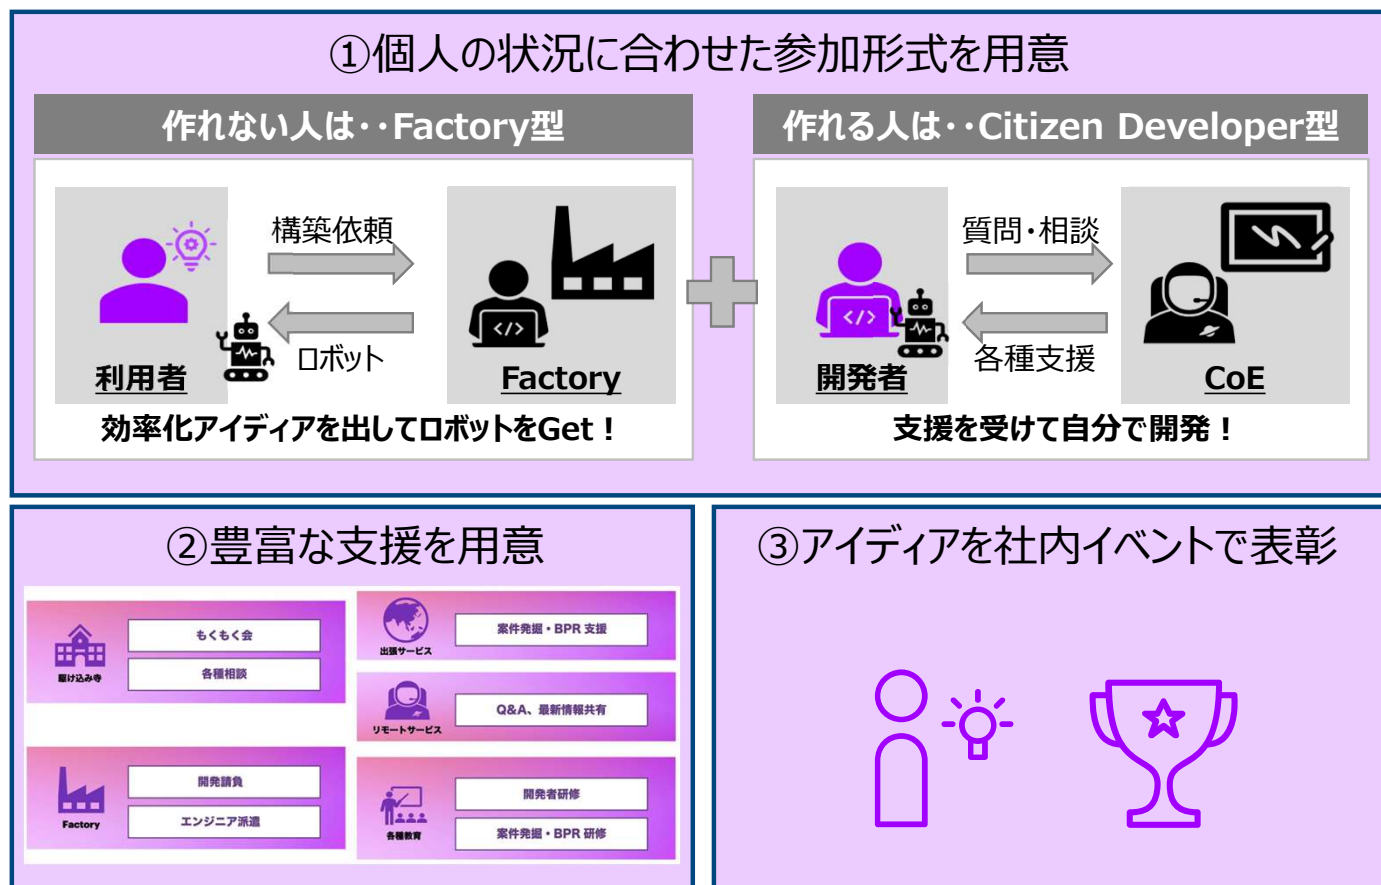 ①個人の状況に合わせた参加形式を用意
作れない人は‥Factory型
構築依頼
ロボット
利用者
Factory
効率化アイディアを出してロボットをGet！
作れる人は‥Citizen Developer型
質問・相談
</>
</>
各種支援
開発者
CoE
支援を受けて自分で開発！
②豊富な支援を用意
駆け込み寺
もくもく会
各種相談
Factory
開発請負
エンジニア派遣
出張サービス
案件発掘・BPR 支援
リモートサービス
Q&A、最新情報共有
各種教育
開発者研修
案件発掘・BPR 研修
③アイディアを社内イベントで表彰